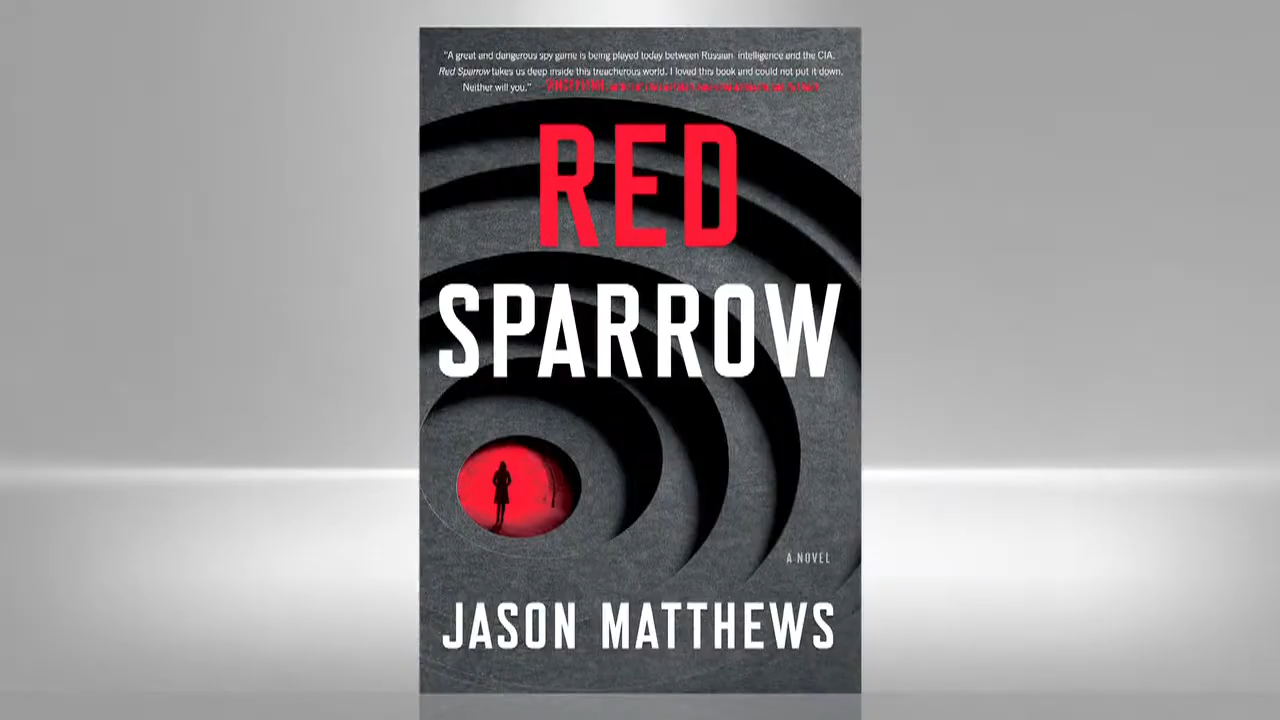 "A great and dangerous spy game is being played today between Russian intelligence and the CIA.
Red Sparrow takes us deep inside this treacherous world. I loved this book and could not put it down.
Neither will you."
RED
SPARROW
A NOVEL
JASON MATTHEWS